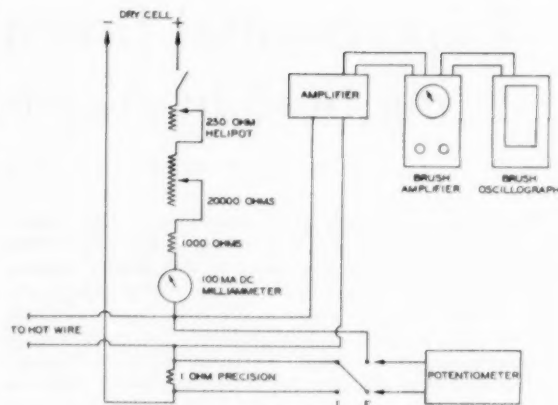 − DRY CELL +
AMPLIFIER
250 OHM
HELIPOT
20000 OHMS
1000 OHMS
100 MA DC
MILLIAMMETER
BRUSH
AMPLIFIER
BRUSH
OSCILLOGRAPH
TO HOT WIRE
1 OHM PRECISION
POTENTIOMETER